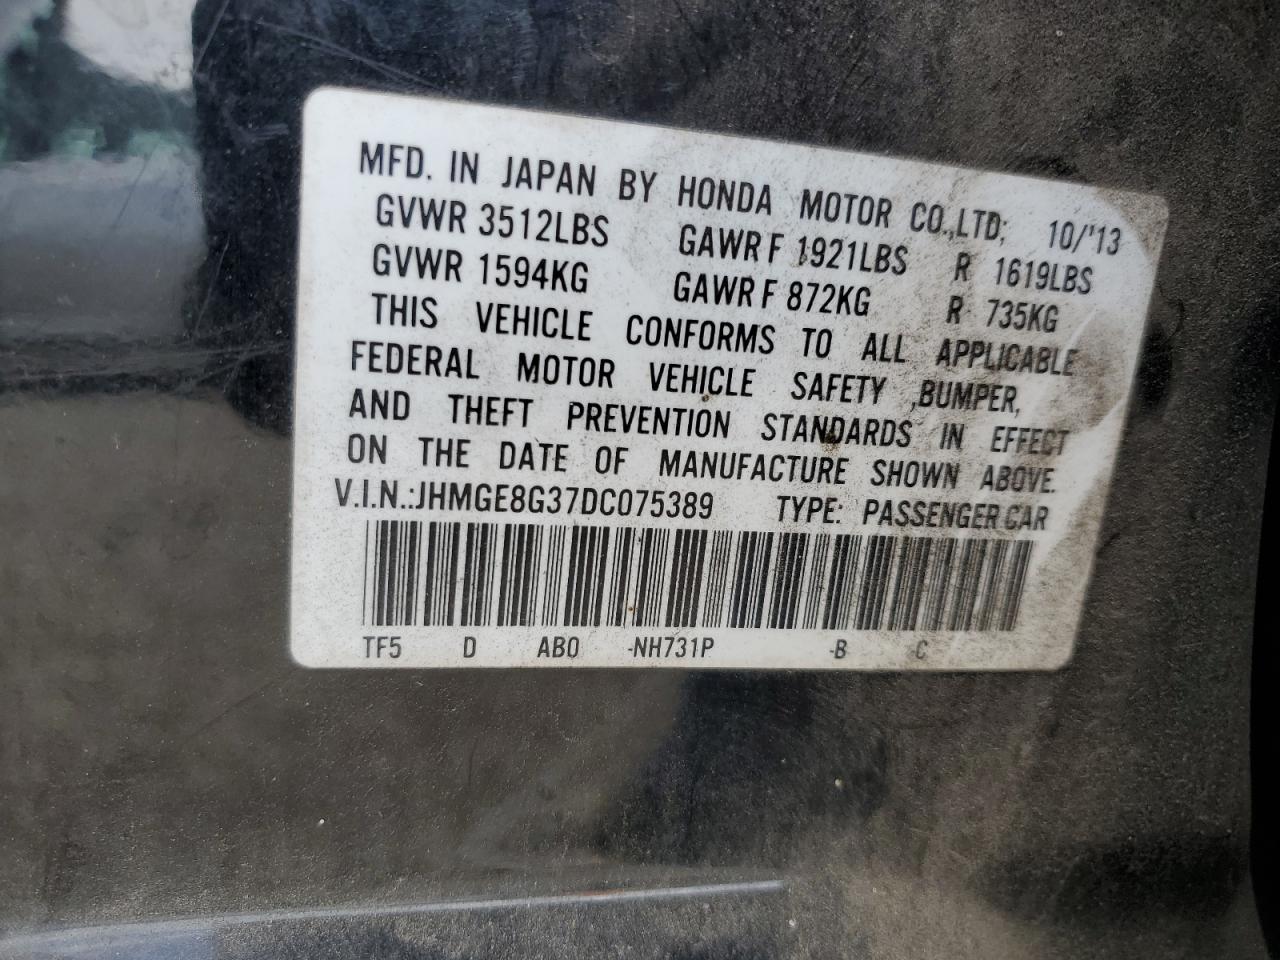 MFD. IN JAPAN BY HONDA MOTOR CO.,LTD; 10/'13
GVWR 3512LBS GAWR F 1921LBS R 1619LBS
GVWR 1594KG GAWR F 872KG R 735KG
THIS VEHICLE CONFORMS TO ALL APPLICABLE
FEDERAL MOTOR VEHICLE SAFETY ,BUMPER,
AND THEFT PREVENTION STANDARDS IN EFFECT
ON THE DATE OF MANUFACTURE SHOWN ABOVE.
V.I.N.:JHMGE8G37DC075389 TYPE: PASSENGER CAR
TF5 D AB0 -NH731P -B C